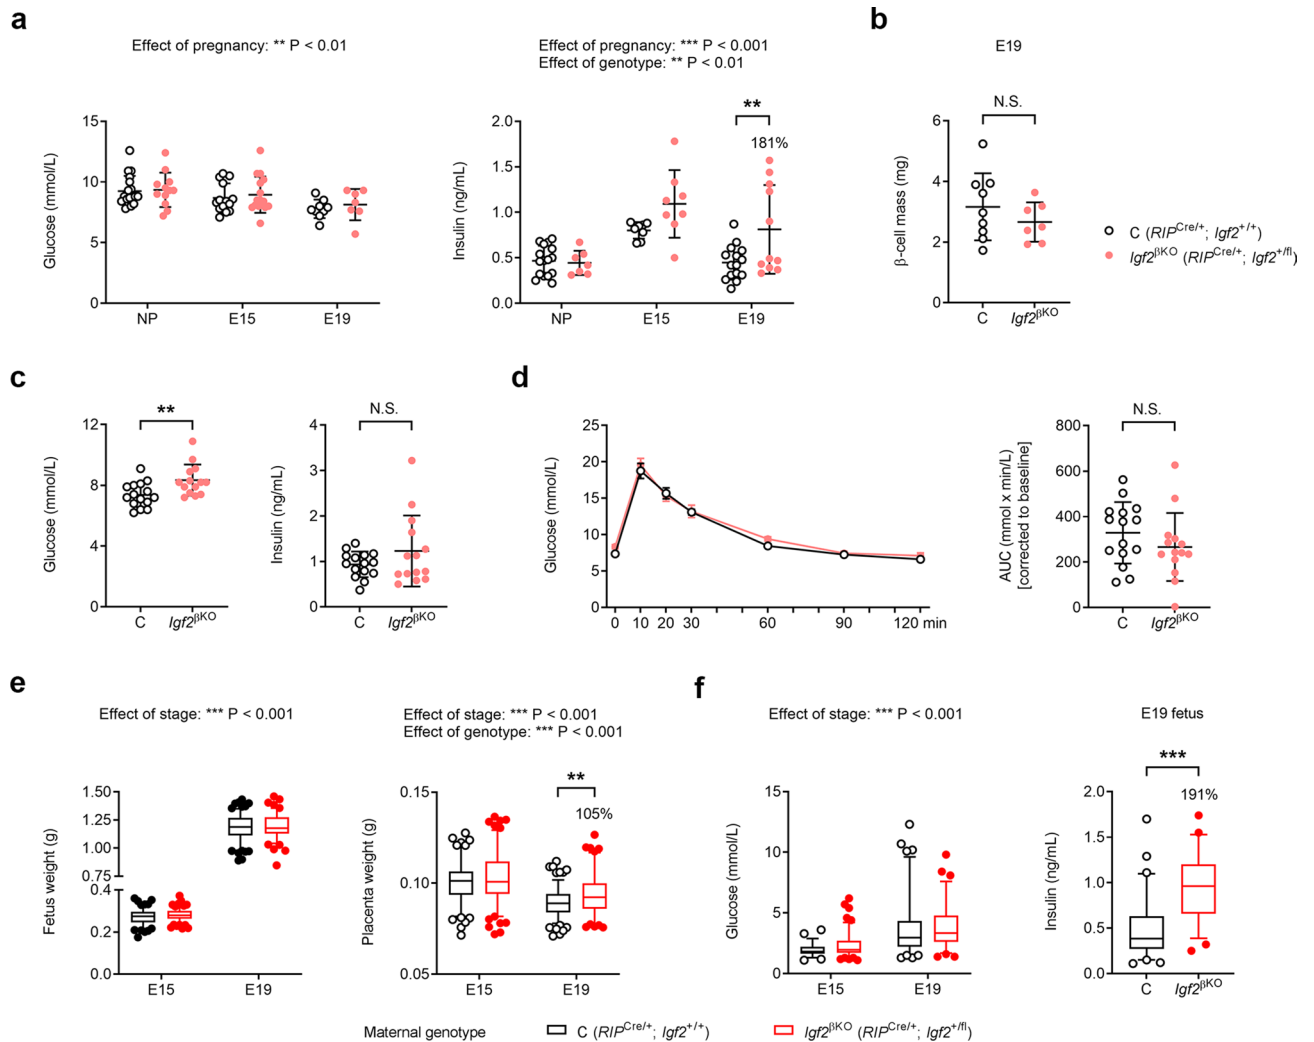 a
Effect of pregnancy: ** P < 0.01
Glucose (mmol/L)
15
10
5
0
NP
E15
E19
Effect of pregnancy: *** P < 0.001
Effect of genotype: ** P < 0.01
Insulin (ng/mL)
2.0
1.5
1.0
0.5
0.0
**
181%
NP
E15
E19
b
E19
N.S.
β-cell mass (mg)
6
4
2
0
C
Igf2βKO
C (RIPCre/+; Igf2+/+)
Igf2βKO (RIPCre/+; Igf2+/fl)
c
**
Glucose (mmol/L)
12
8
4
0
C
Igf2βKO
N.S.
Insulin (ng/mL)
4
3
2
1
0
C
Igf2βKO
d
Glucose (mmol/L)
25
20
15
10
5
0
0
10
20
30
60
90
120 min
N.S.
AUC (mmol x min/L)
[corrected to baseline]
800
600
400
200
0
C
Igf2βKO
e
Effect of stage: *** P < 0.001
Fetus weight (g)
1.50
1.25
1.00
0.75
0.4
0.2
0.0
E15
E19
Effect of stage: *** P < 0.001
Effect of genotype: *** P < 0.001
Placenta weight (g)
0.15
0.10
0.05
**
105%
E15
E19
f
Effect of stage: *** P < 0.001
Glucose (mmol/L)
15
10
5
0
E15
E19
E19 fetus
***
191%
Insulin (ng/mL)
2.0
1.5
1.0
0.5
0.0
C
Igf2βKO
Maternal genotype
C (RIPCre/+; Igf2+/+)
Igf2βKO (RIPCre/+; Igf2+/fl)